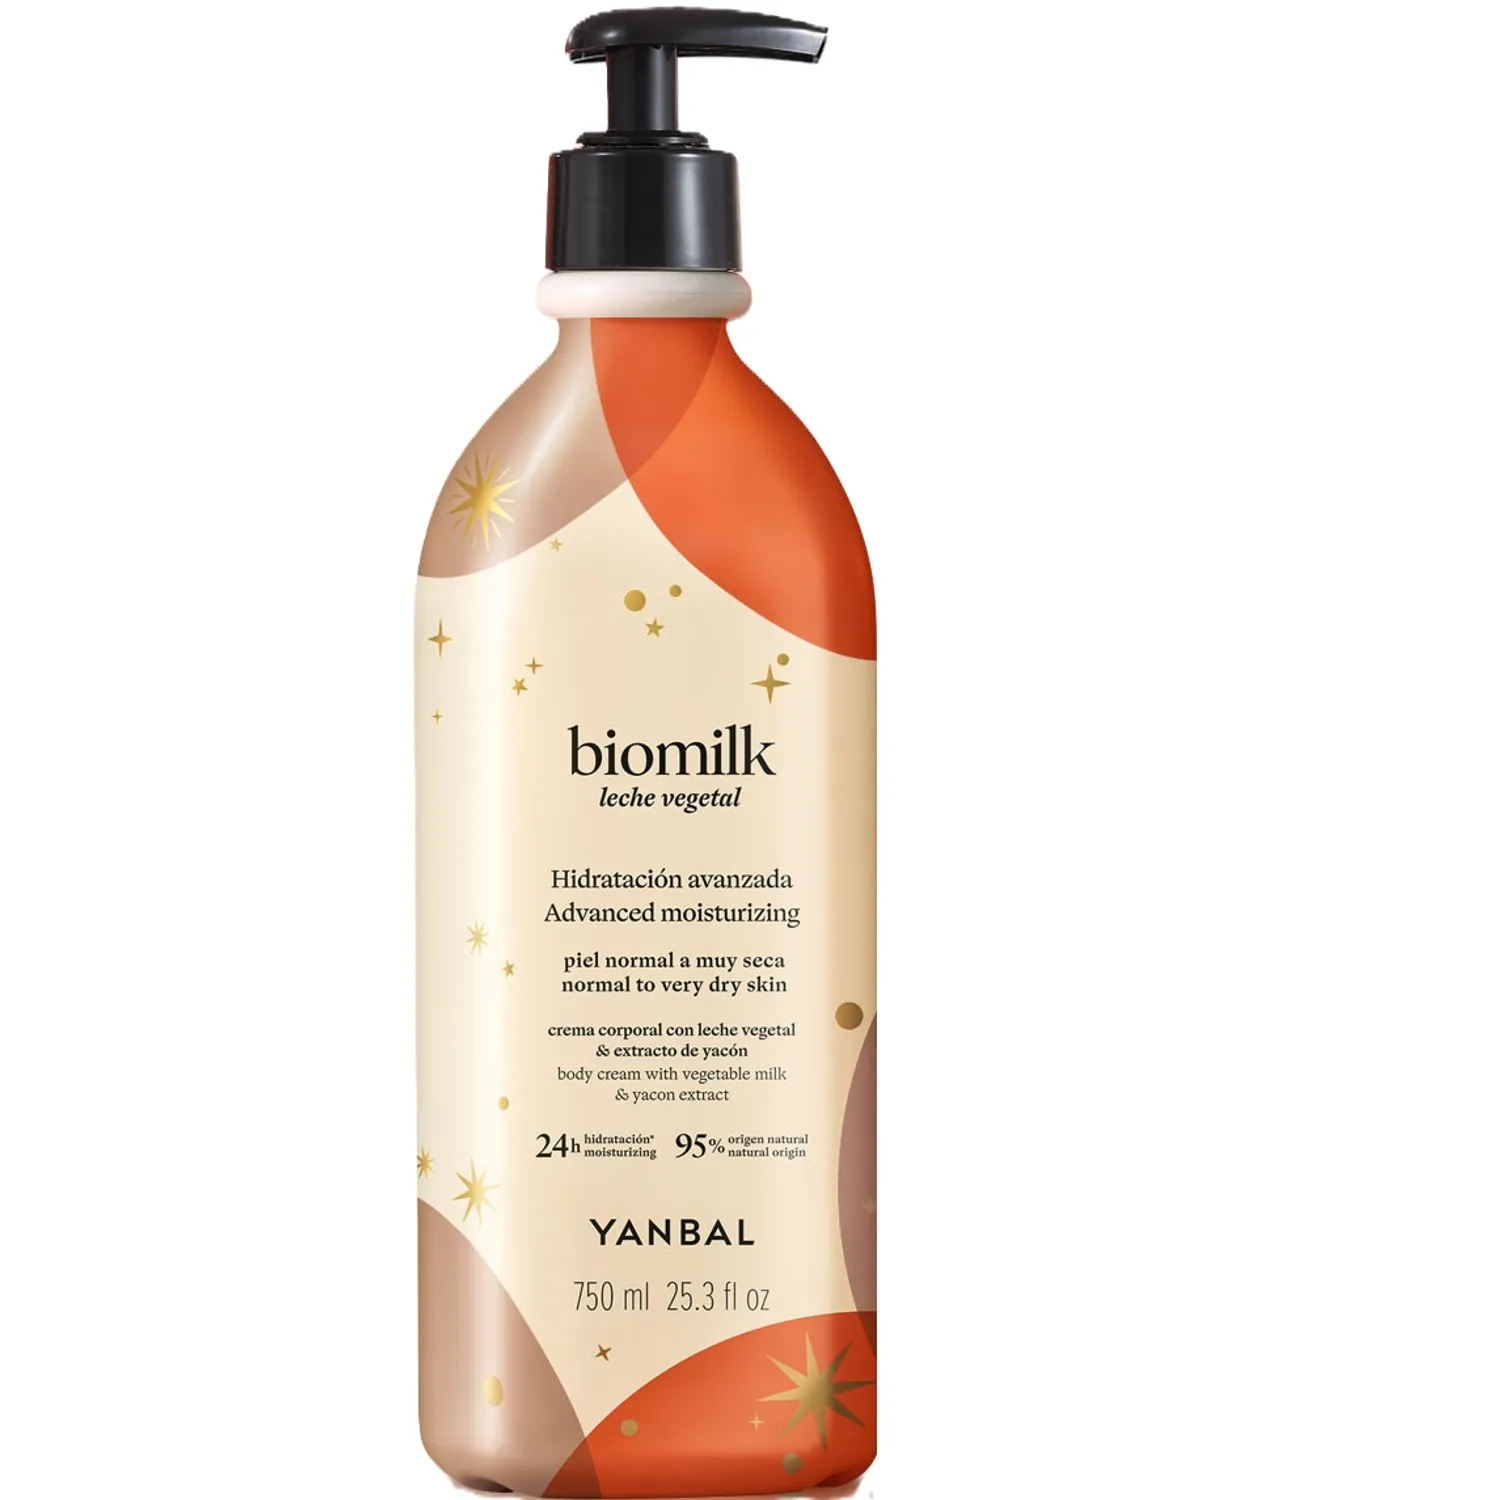 biomilk
leche vegetal
Hidratación avanzada
Advanced moisturizing
piel normal a muy seca
normal to very dry skin
crema corporal con leche vegetal
& extracto de yacón
body cream with vegetable milk
& yacon extract
24h hidratación* 95% origen natural
moisturizing natural origin
YANBAL
750 ml 25.3 fl oz